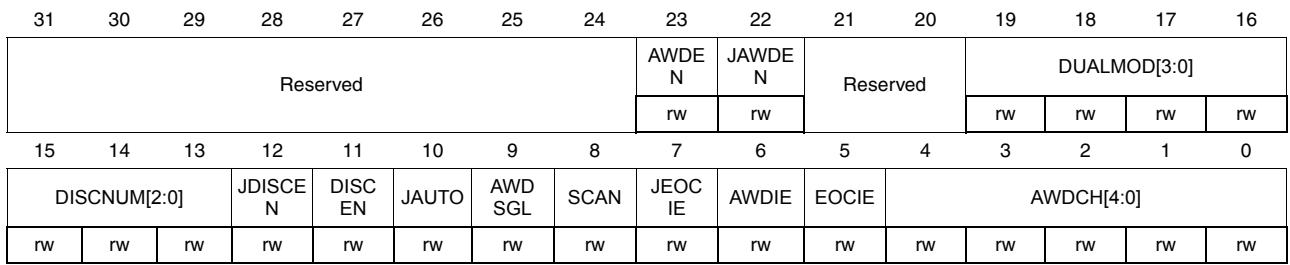 31 30 29 28 27 26 25 24 23 22 21 20 19 18 17 16
Reserved AWDE N JAWDE N Reserved DUALMOD[3:0]
rw rw rw rw rw rw
15 14 13 12 11 10 9 8 7 6 5 4 3 2 1 0
DISCNUM[2:0] JDISCE N DISC EN JAUTO AWD SGL SCAN JEOC IE AWDIE EOCIE AWDCH[4:0]
rw rw rw rw rw rw rw rw rw rw rw rw rw rw rw rw